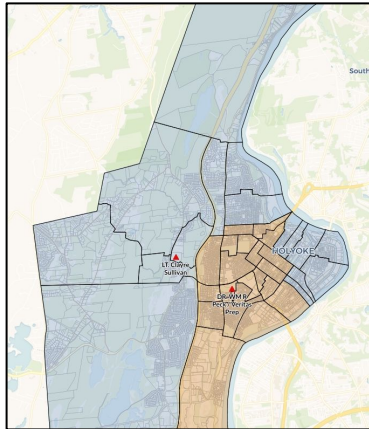 South
HOLYOKE
LT. Clayre
Sullivan
DR. WM R
Peck / Veritas
Prep